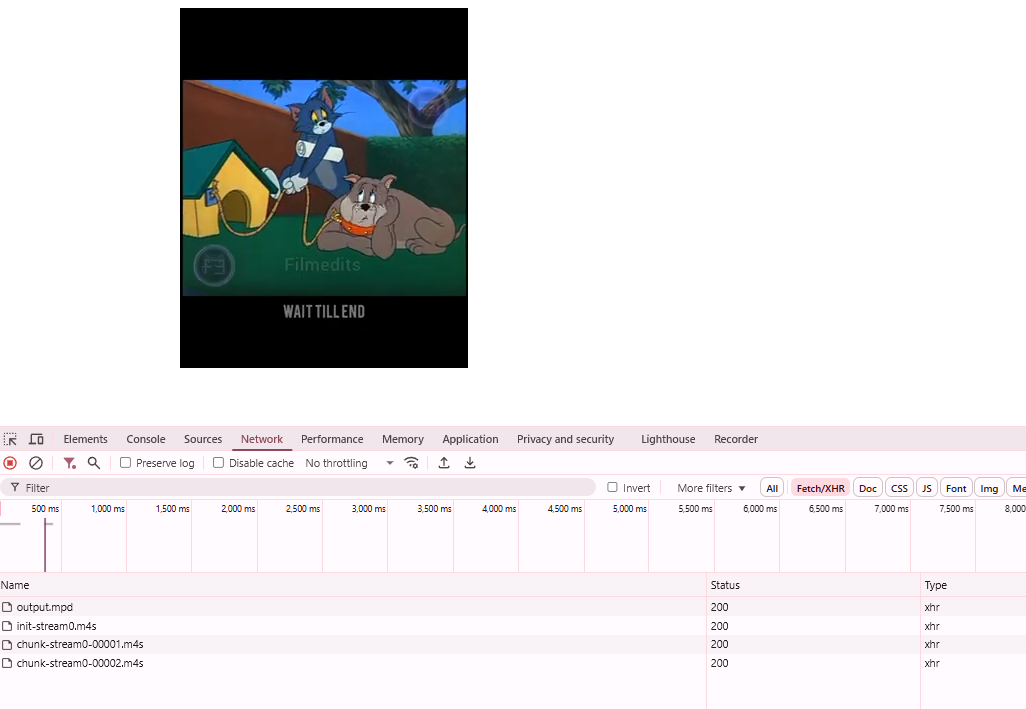 Filmedits
WAIT TILL END
Elements Console Sources Network Performance Memory Application Privacy and security Lighthouse Recorder
Preserve log Disable cache No throttling
Filter Invert More filters All Fetch/XHR Doc CSS JS Font Img Me
500 ms 1,000 ms 1,500 ms 2,000 ms 2,500 ms 3,000 ms 3,500 ms 4,000 ms 4,500 ms 5,000 ms 5,500 ms 6,000 ms 6,500 ms 7,000 ms 7,500 ms 8,000
Name Status Type
output.mpd 200 xhr
init-stream0.m4s 200 xhr
chunk-stream0-00001.m4s 200 xhr
chunk-stream0-00002.m4s 200 xhr